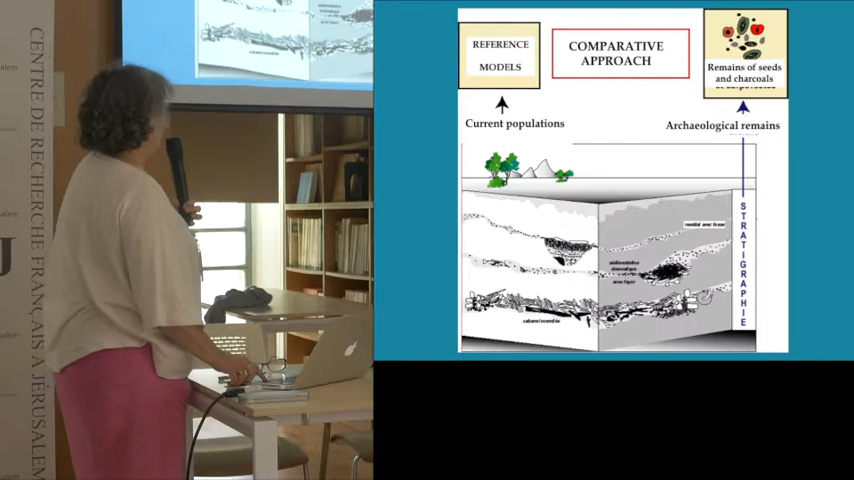 CENTRE DE RECHERCHE FRANÇAIS À JÉRUSALEM
REFERENCE
MODELS
COMPARATIVE
APPROACH
Remains of seeds
and charcoals
Current populations
Archaeological remains
STRATIGRAPHIE